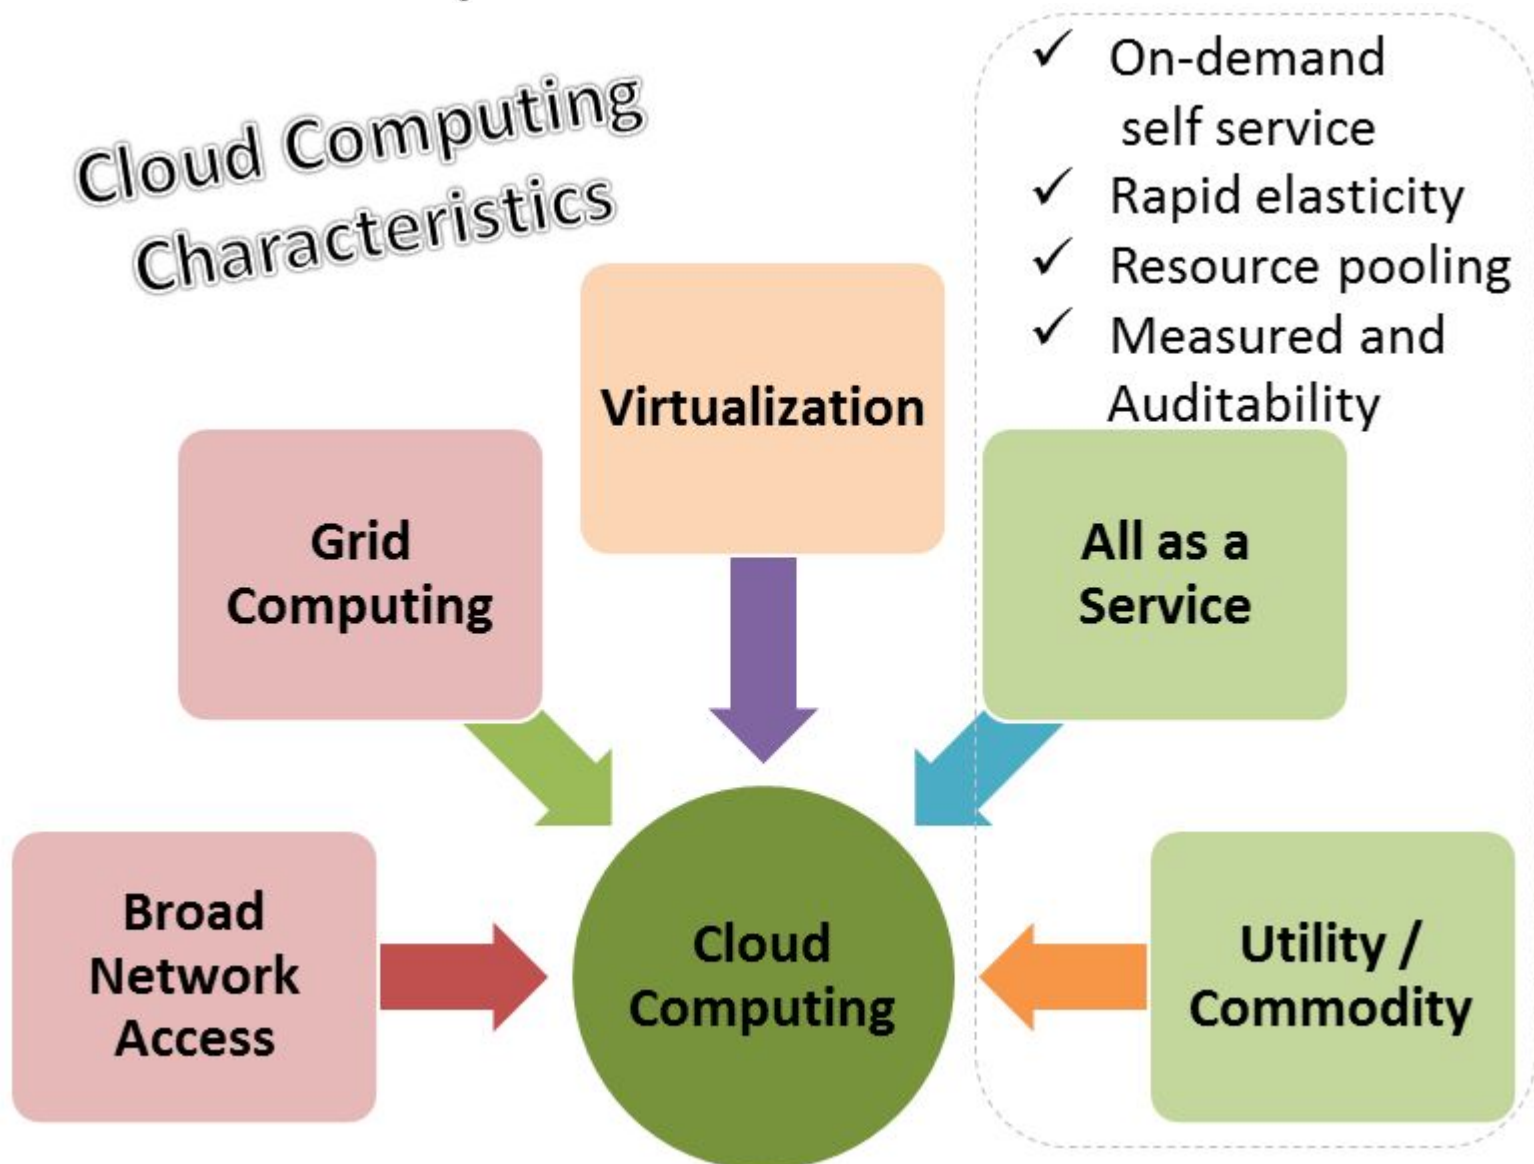 Cloud Computing
Characteristics
✓ On-demand
self service
✓ Rapid elasticity
✓ Resource pooling
✓ Measured and
Auditability
Virtualization
Grid
Computing
All as a
Service
Broad
Network
Access
Cloud
Computing
Utility /
Commodity